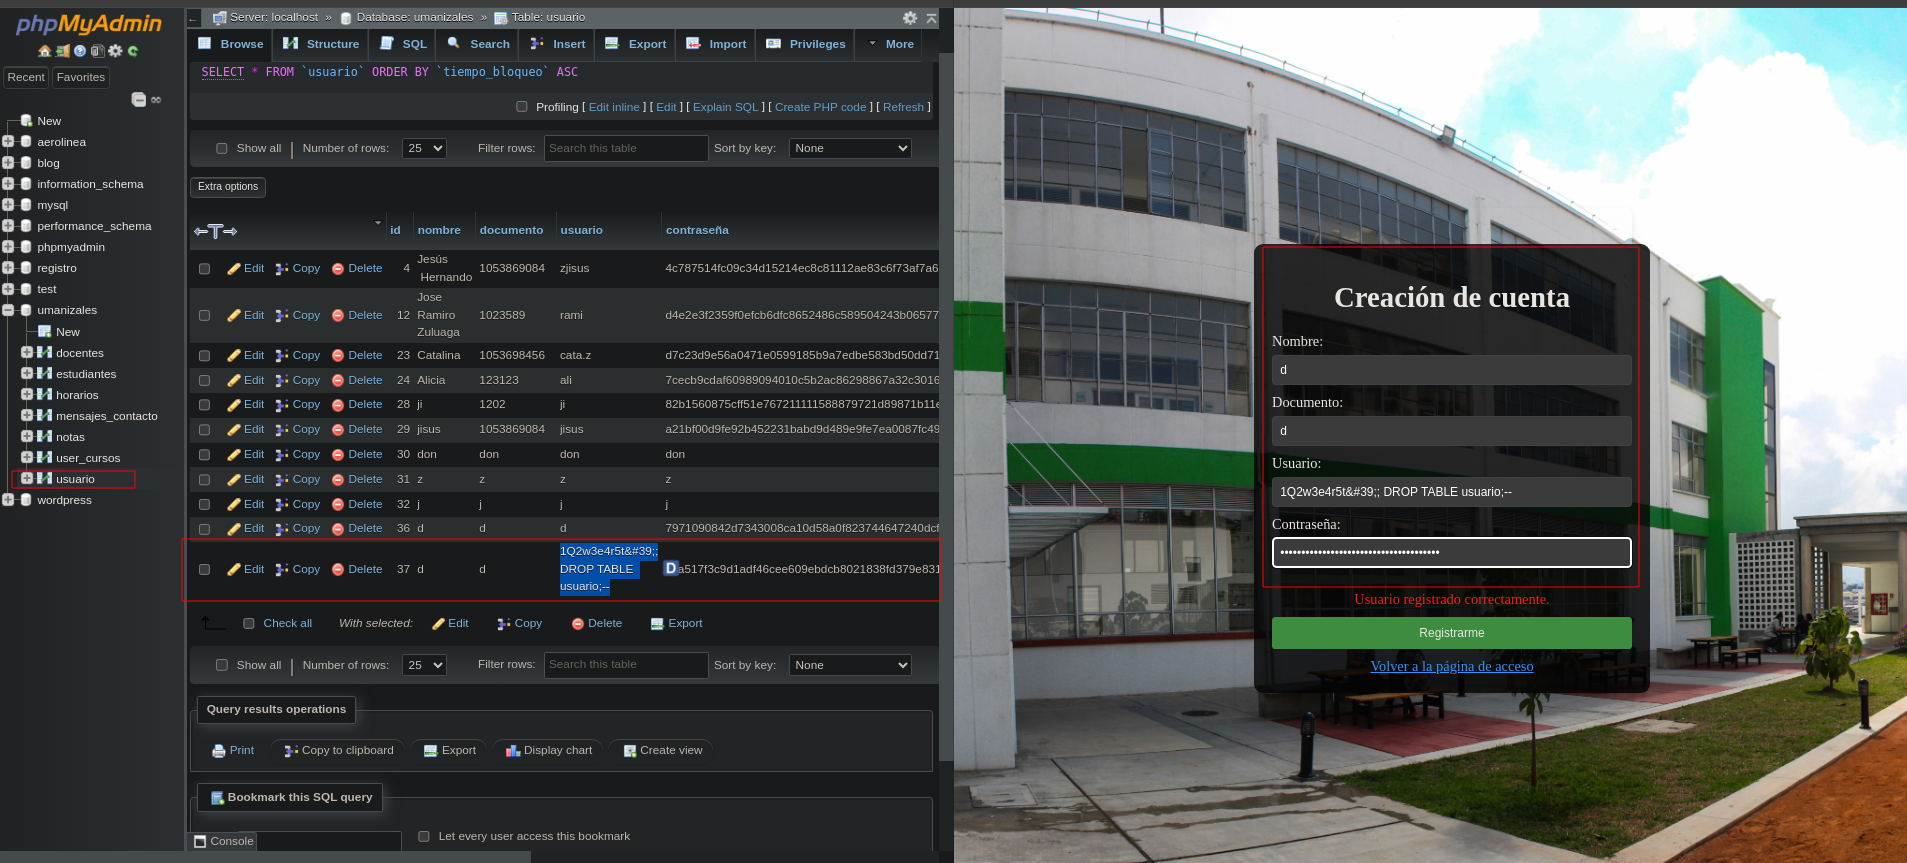 phpMyAdmin
Recent Favorites
New
aerolinea
blog
information_schema
mysql
performance_schema
phpmyadmin
registro
test
umanizales
New
docentes
estudiantes
horarios
mensajes_contacto
notas
user_cursos
usuario
wordpress
Server: localhost » Database: umanizales » Table: usuario
Browse Structure SQL Search Insert Export Import Privileges More
SELECT * FROM `usuario` ORDER BY `tiempo_bloqueo` ASC
Profiling [ Edit inline ] [ Edit ] [ Explain SQL ] [ Create PHP code ] [ Refresh ]
Show all | Number of rows: 25 Filter rows: Search this table Sort by key: None
Extra options
id nombre documento usuario contraseña
Edit Copy Delete 4 Jesús Hernando 1053869084 zjisus 4c787514fc09c34d15214ec8c81112ae83c6f73af7a6
Edit Copy Delete 12 Jose Ramiro Zuluaga 1023589 rami d4e2e3f2359f0efcb6dfc8652486c589504243b06577
Edit Copy Delete 23 Catalina 1053698456 cata.z d7c23d9e56a0471e0599185b9a7edbe583bd50dd71
Edit Copy Delete 24 Alicia 123123 ali 7cecb9cdaf60989094010c5b2ac86298867a32c3016
Edit Copy Delete 28 ji 1202 ji 82b1560875cff51e767211111588879721d89871b11e
Edit Copy Delete 29 jisus 1053869084 jisus a21bf00d9fe92b452231babd9d489e9fe7ea0087fc49
Edit Copy Delete 30 don don don don
Edit Copy Delete 31 z z z z
Edit Copy Delete 32 j j j j
Edit Copy Delete 36 d d d 7971090842d7343008ca10d58a0f823744647240dcf
Edit Copy Delete 37 d d 1Q2w3e4r5t&#39;; DROP TABLE usuario;-- a517f3c9d1adf46cee609ebdcb8021838fd379e831
Check all With selected: Edit Copy Delete Export
Show all | Number of rows: 25 Filter rows: Search this table Sort by key: None
Query results operations
Print Copy to clipboard Export Display chart Create view
Bookmark this SQL query
Let every user access this bookmark
Console
Creación de cuenta
Nombre:
d
Documento:
d
Usuario:
1Q2w3e4r5t&#39;; DROP TABLE usuario;--
Contraseña:
Usuario registrado correctamente.
Registrarme
Volver a la página de acceso